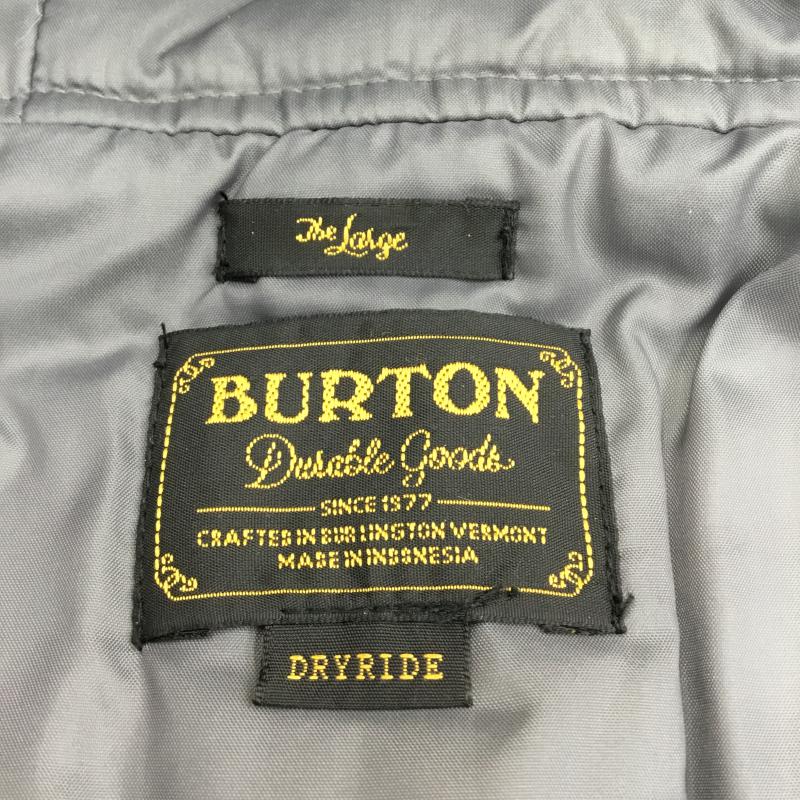 The Large
BURTON
Durable Goods
SINCE 1977
CRAFTED IN BURLINGTON VERMONT
MADE IN INDONESIA
DRYRIDE